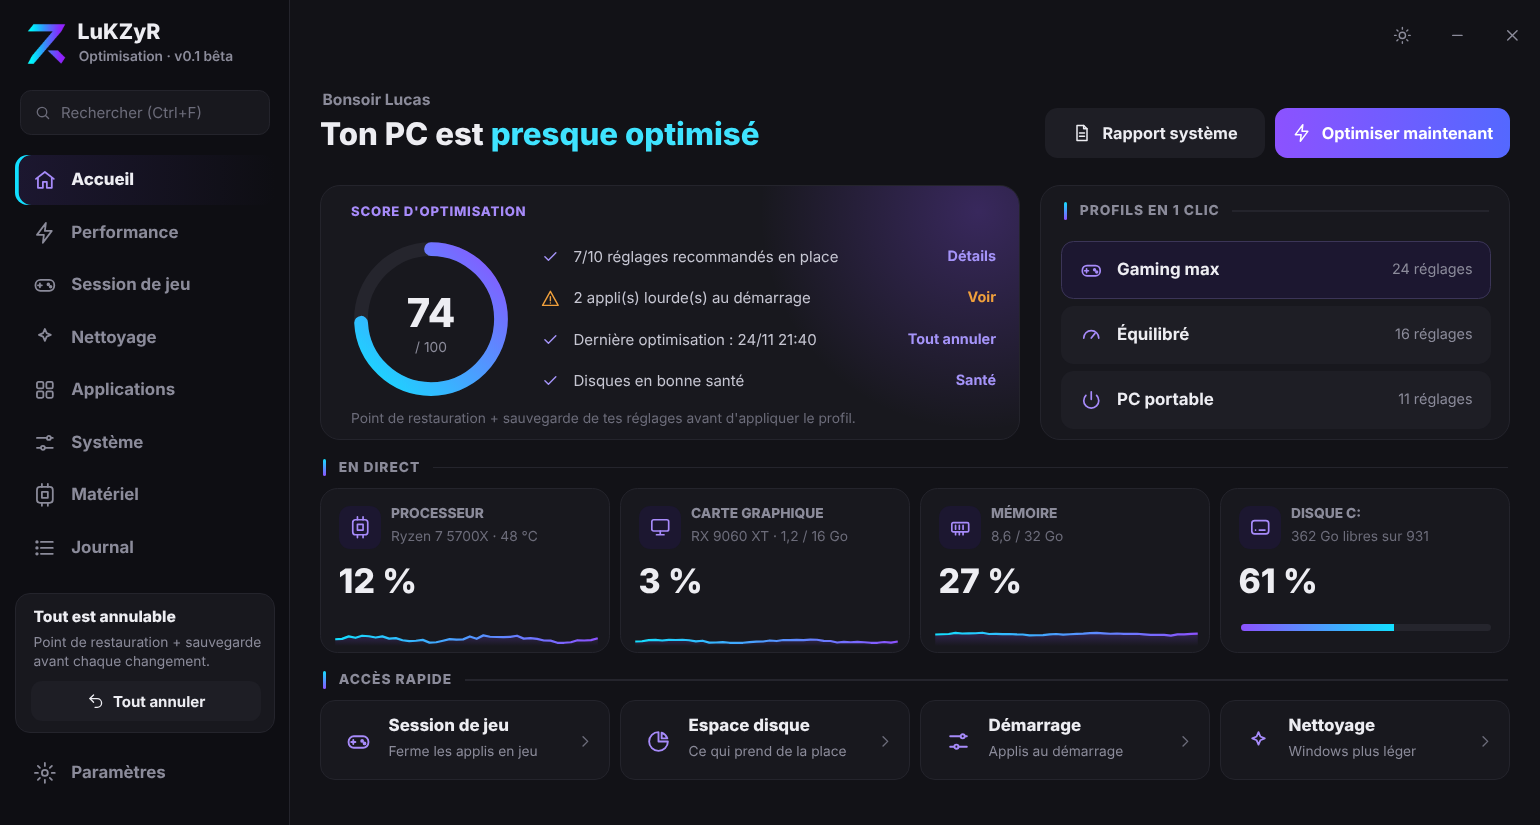 LuKZyR
Optimisation · v0.1 bêta
Rechercher (Ctrl+F)
Accueil
Performance
Session de jeu
Nettoyage
Applications
Système
Matériel
Journal
Tout est annulable
Point de restauration + sauvegarde
avant chaque changement.
Tout annuler
Paramètres
Bonsoir Lucas
Ton PC est presque optimisé
Rapport système
Optimiser maintenant
SCORE D'OPTIMISATION
74
/ 100
7/10 réglages recommandés en place
Détails
2 appli(s) lourde(s) au démarrage
Voir
Dernière optimisation : 24/11 21:40
Tout annuler
Disques en bonne santé
Santé
Point de restauration + sauvegarde de tes réglages avant d'appliquer le profil.
PROFILS EN 1 CLIC
Gaming max
24 réglages
Équilibré
16 réglages
PC portable
11 réglages
EN DIRECT
PROCESSEUR
Ryzen 7 5700X · 48 °C
12 %
CARTE GRAPHIQUE
RX 9060 XT · 1,2 / 16 Go
3 %
MÉMOIRE
8,6 / 32 Go
27 %
DISQUE C:
362 Go libres sur 931
61 %
ACCÈS RAPIDE
Session de jeu
Ferme les applis en jeu
Espace disque
Ce qui prend de la place
Démarrage
Applis au démarrage
Nettoyage
Windows plus léger